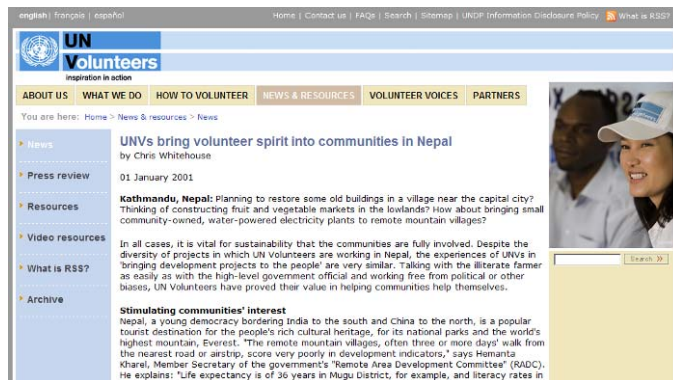 english | français | español
Home | Contact us | FAQs | Search | Sitemap | UNDP Information Disclosure Policy What is RSS?
UN
Volunteers
inspiration in action
ABOUT US WHAT WE DO HOW TO VOLUNTEER NEWS & RESOURCES VOLUNTEER VOICES PARTNERS
You are here: Home > News & resources > News
News
Press review
Resources
Video resources
What is RSS?
Archive
UNVs bring volunteer spirit into communities in Nepal
by Chris Whitehouse
01 January 2001
Kathmandu, Nepal: Planning to restore some old buildings in a village near the capital city?
Thinking of constructing fruit and vegetable markets in the lowlands? How about bringing small
community-owned, water-powered electricity plants to remote mountain villages?
In all cases, it is vital for sustainability that the communities are fully involved. Despite the
diversity of projects in which UN Volunteers are working in Nepal, the experiences of UNVs in
'bringing development projects to the people' are very similar. Talking with the illiterate farmer
as easily as with the high-level government official and working free from political or other
biases, UN Volunteers have proved their value in helping communities help themselves.
Stimulating communities' interest
Nepal, a young democracy bordering India to the south and China to the north, is a popular
tourist destination for the people's rich cultural heritage, for its national parks and the world's
highest mountain, Everest. "The remote mountain villages, often three or more days' walk from
the nearest road or airstrip, score very poorly in development indicators," says Hemanta
Kharel, Member Secretary of the government's "Remote Area Development Committee" (RADC).
He explains: "Life expectancy is of 36 years in Mugu District, for example, and literacy rates in
Search